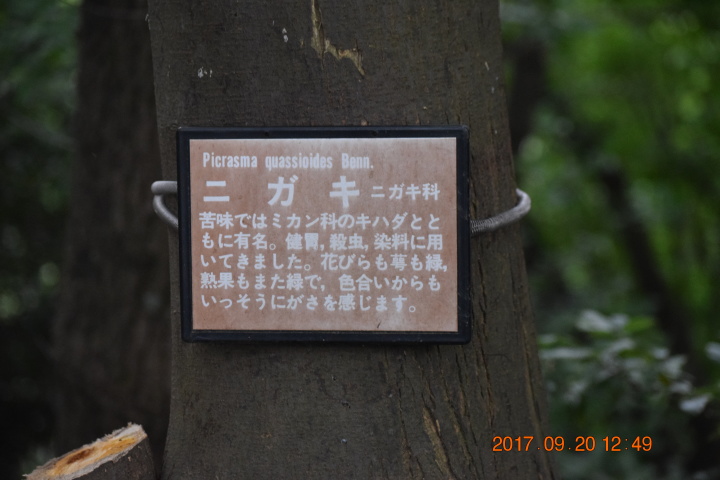 Picrasma quassioides Benn.
ニガキ ニガキ科
苦味ではミカン科のキハダとと
もに有名。健胃,殺虫,染料に用
いてきました。花びらも萼も緑,
熟果もまた緑で,色合いからも
いっそうにがさを感じます。
2017.09.20 12:49